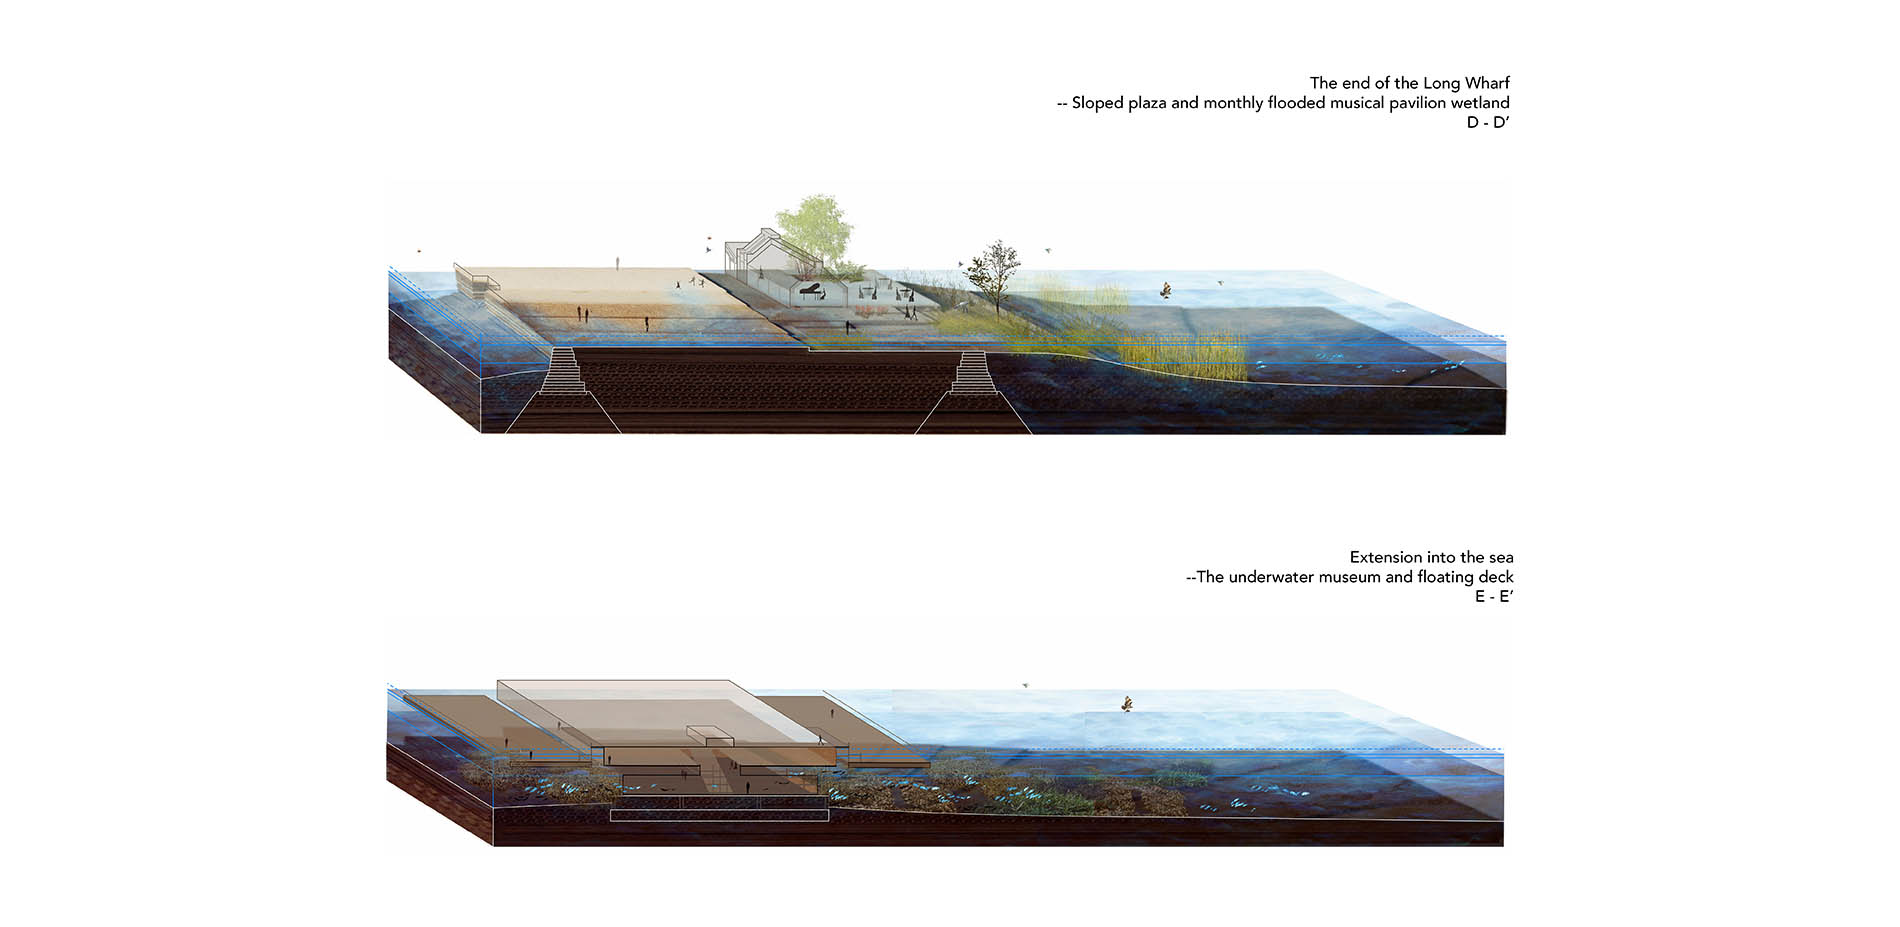 The end of the Long Wharf
-- Sloped plaza and monthly flooded musical pavilion wetland
D - D’
Extension into the sea
--The underwater museum and floating deck
E - E’